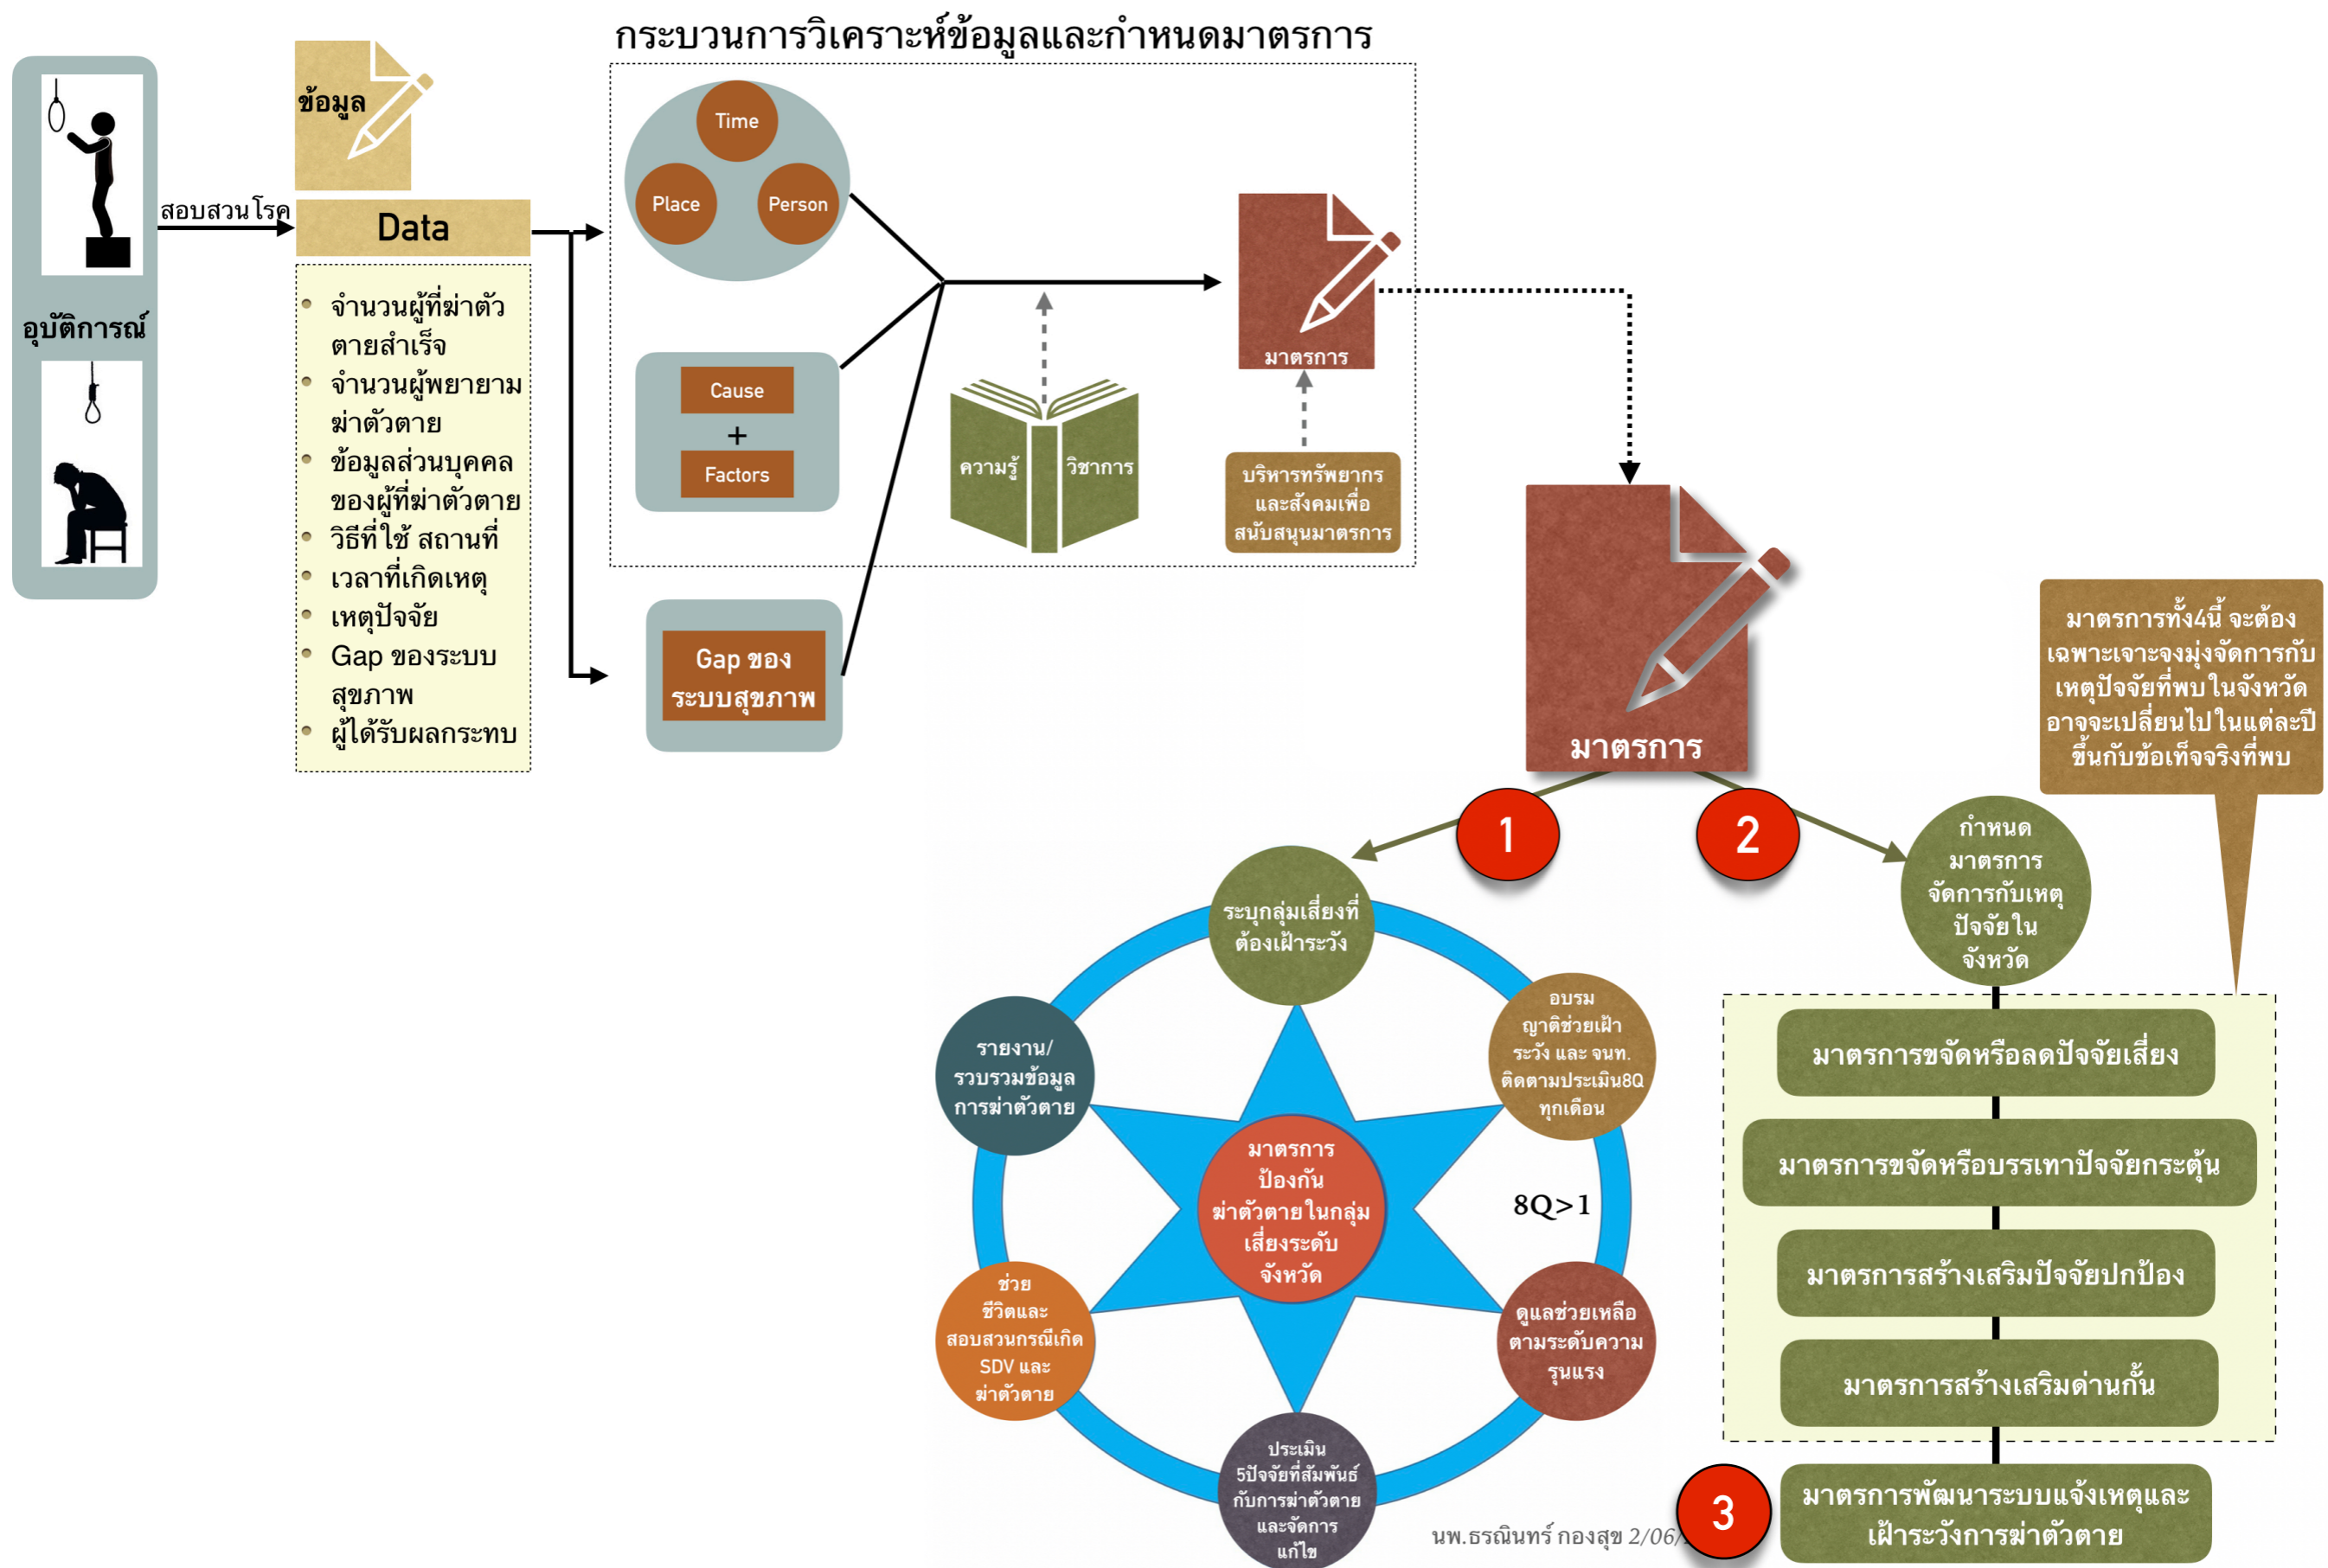 กระบวนการวิเคราะห์ข้อมูลและกำหนดมาตรการ
อุบัติการณ์
สอบสวนโรค
ข้อมูล
Data
จำนวนผู้ที่ฆ่าตัว
ตายสำเร็จ
จำนวนผู้พยายาม
ฆ่าตัวตาย
ข้อมูลส่วนบุคคล
ของผู้ที่ฆ่าตัวตาย
วิธีที่ใช้ สถานที่
เวลาที่เกิดเหตุ
เหตุปัจจัย
Gap ของระบบ
สุขภาพ
ผู้ได้รับผลกระทบ
Time
Place
Person
Cause
+
Factors
Gap ของ
ระบบสุขภาพ
ความรู้
วิชาการ
มาตรการ
บริหารทรัพยากร
และสังคมเพื่อ
สนับสนุนมาตรการ
มาตรการ
มาตรการทั้ง4นี้ จะต้อง
เฉพาะเจาะจงมุ่งจัดการกับ
เหตุปัจจัยที่พบในจังหวัด
อาจจะเปลี่ยนไปในแต่ละปี
ขึ้นกับข้อเท็จจริงที่พบ
1
2
ระบุกลุ่มเสี่ยงที่
ต้องเฝ้าระวัง
อบรม
ญาติช่วยเฝ้า
ระวัง และ จนท.
ติดตามประเมิน8Q
ทุกเดือน
8Q>1
ดูแลช่วยเหลือ
ตามระดับความ
รุนแรง
ประเมิน
5ปัจจัยที่สัมพันธ์
กับการฆ่าตัวตาย
และจัดการ
แก้ไข
ช่วย
ชีวิตและ
สอบสวนกรณีเกิด
SDV และ
ฆ่าตัวตาย
รายงาน/
รวบรวมข้อมูล
การฆ่าตัวตาย
มาตรการ
ป้องกัน
ฆ่าตัวตายในกลุ่ม
เสี่ยงระดับ
จังหวัด
กำหนด
มาตรการ
จัดการกับเหตุ
ปัจจัยใน
จังหวัด
มาตรการขจัดหรือลดปัจจัยเสี่ยง
มาตรการขจัดหรือบรรเทาปัจจัยกระตุ้น
มาตรการสร้างเสริมปัจจัยปกป้อง
มาตรการสร้างเสริมด่านกั้น
3
มาตรการพัฒนาระบบแจ้งเหตุและ
เฝ้าระวังการฆ่าตัวตาย
นพ.ธรณินทร์ กองสุข 2/06/